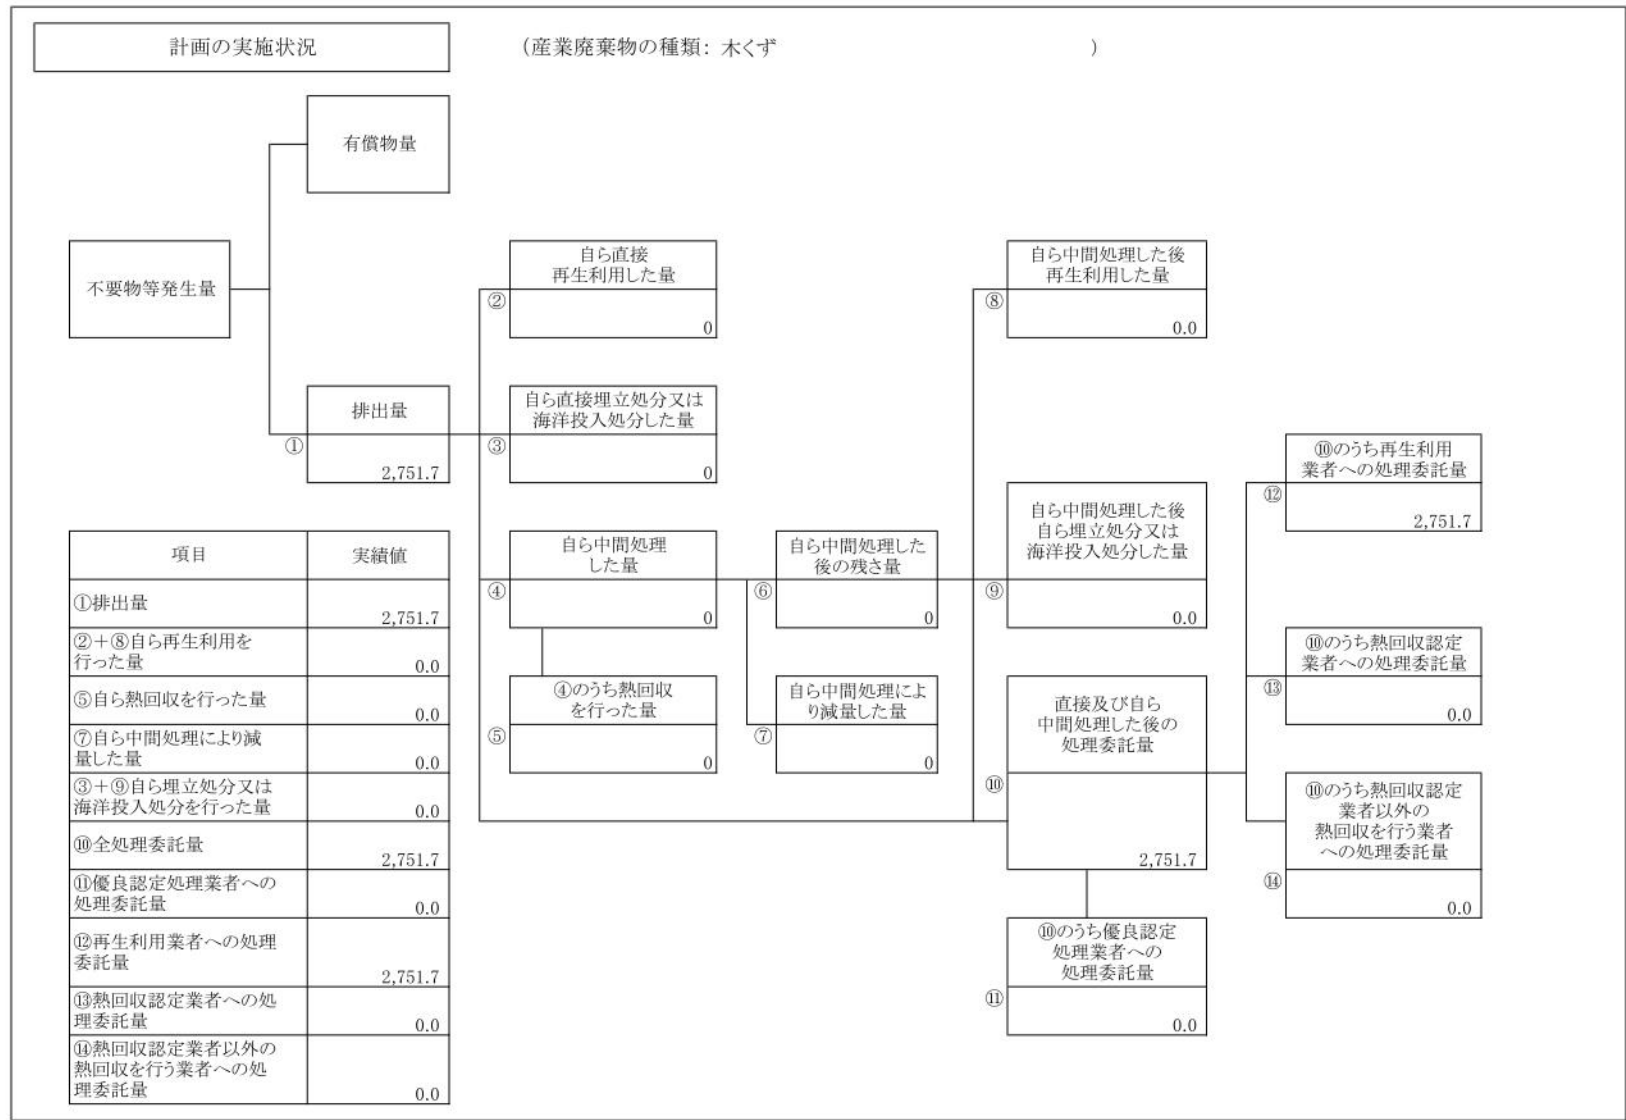 計画の実施状況
（産業廃棄物の種類：木くず　　　　　　　　）
有償物量
不要物等発生量
排出量
①
2,751.7
自ら直接
再生利用した量
②
0
自ら直接埋立処分又は
海洋投入処分した量
③
0
自ら中間処理
した量
④
0
④のうち熱回収
を行った量
⑤
0
自ら中間処理した
後の残さ量
⑥
0
自ら中間処理によ
り減量した量
⑦
0
自ら中間処理した後
再生利用した量
⑧
0.0
自ら中間処理した後
自ら埋立処分又は
海洋投入処分した量
⑨
0.0
直接及び自ら
中間処理した後の
処理委託量
⑩
2,751.7
⑩のうち優良認定
処理業者への
処理委託量
⑪
0.0
⑩のうち再生利用
業者への処理委託量
⑫
2,751.7
⑩のうち熱回収認定
業者への処理委託量
⑬
0.0
⑩のうち熱回収認定
業者以外の
熱回収を行う業者
への処理委託量
⑭
0.0
項目 実績値
①排出量
2,751.7
②＋⑧自ら再生利用を
行った量
0.0
⑤自ら熱回収を行った量
0.0
⑦自ら中間処理により減
量した量
0.0
③＋⑨自ら埋立処分又は
海洋投入処分を行った量
0.0
⑩全処理委託量
2,751.7
⑪優良認定処理業者への
処理委託量
0.0
⑫再生利用業者への処理
委託量
2,751.7
⑬熱回収認定業者への処
理委託量
0.0
⑭熱回収認定業者以外の
熱回収を行う業者への処
理委託量
0.0